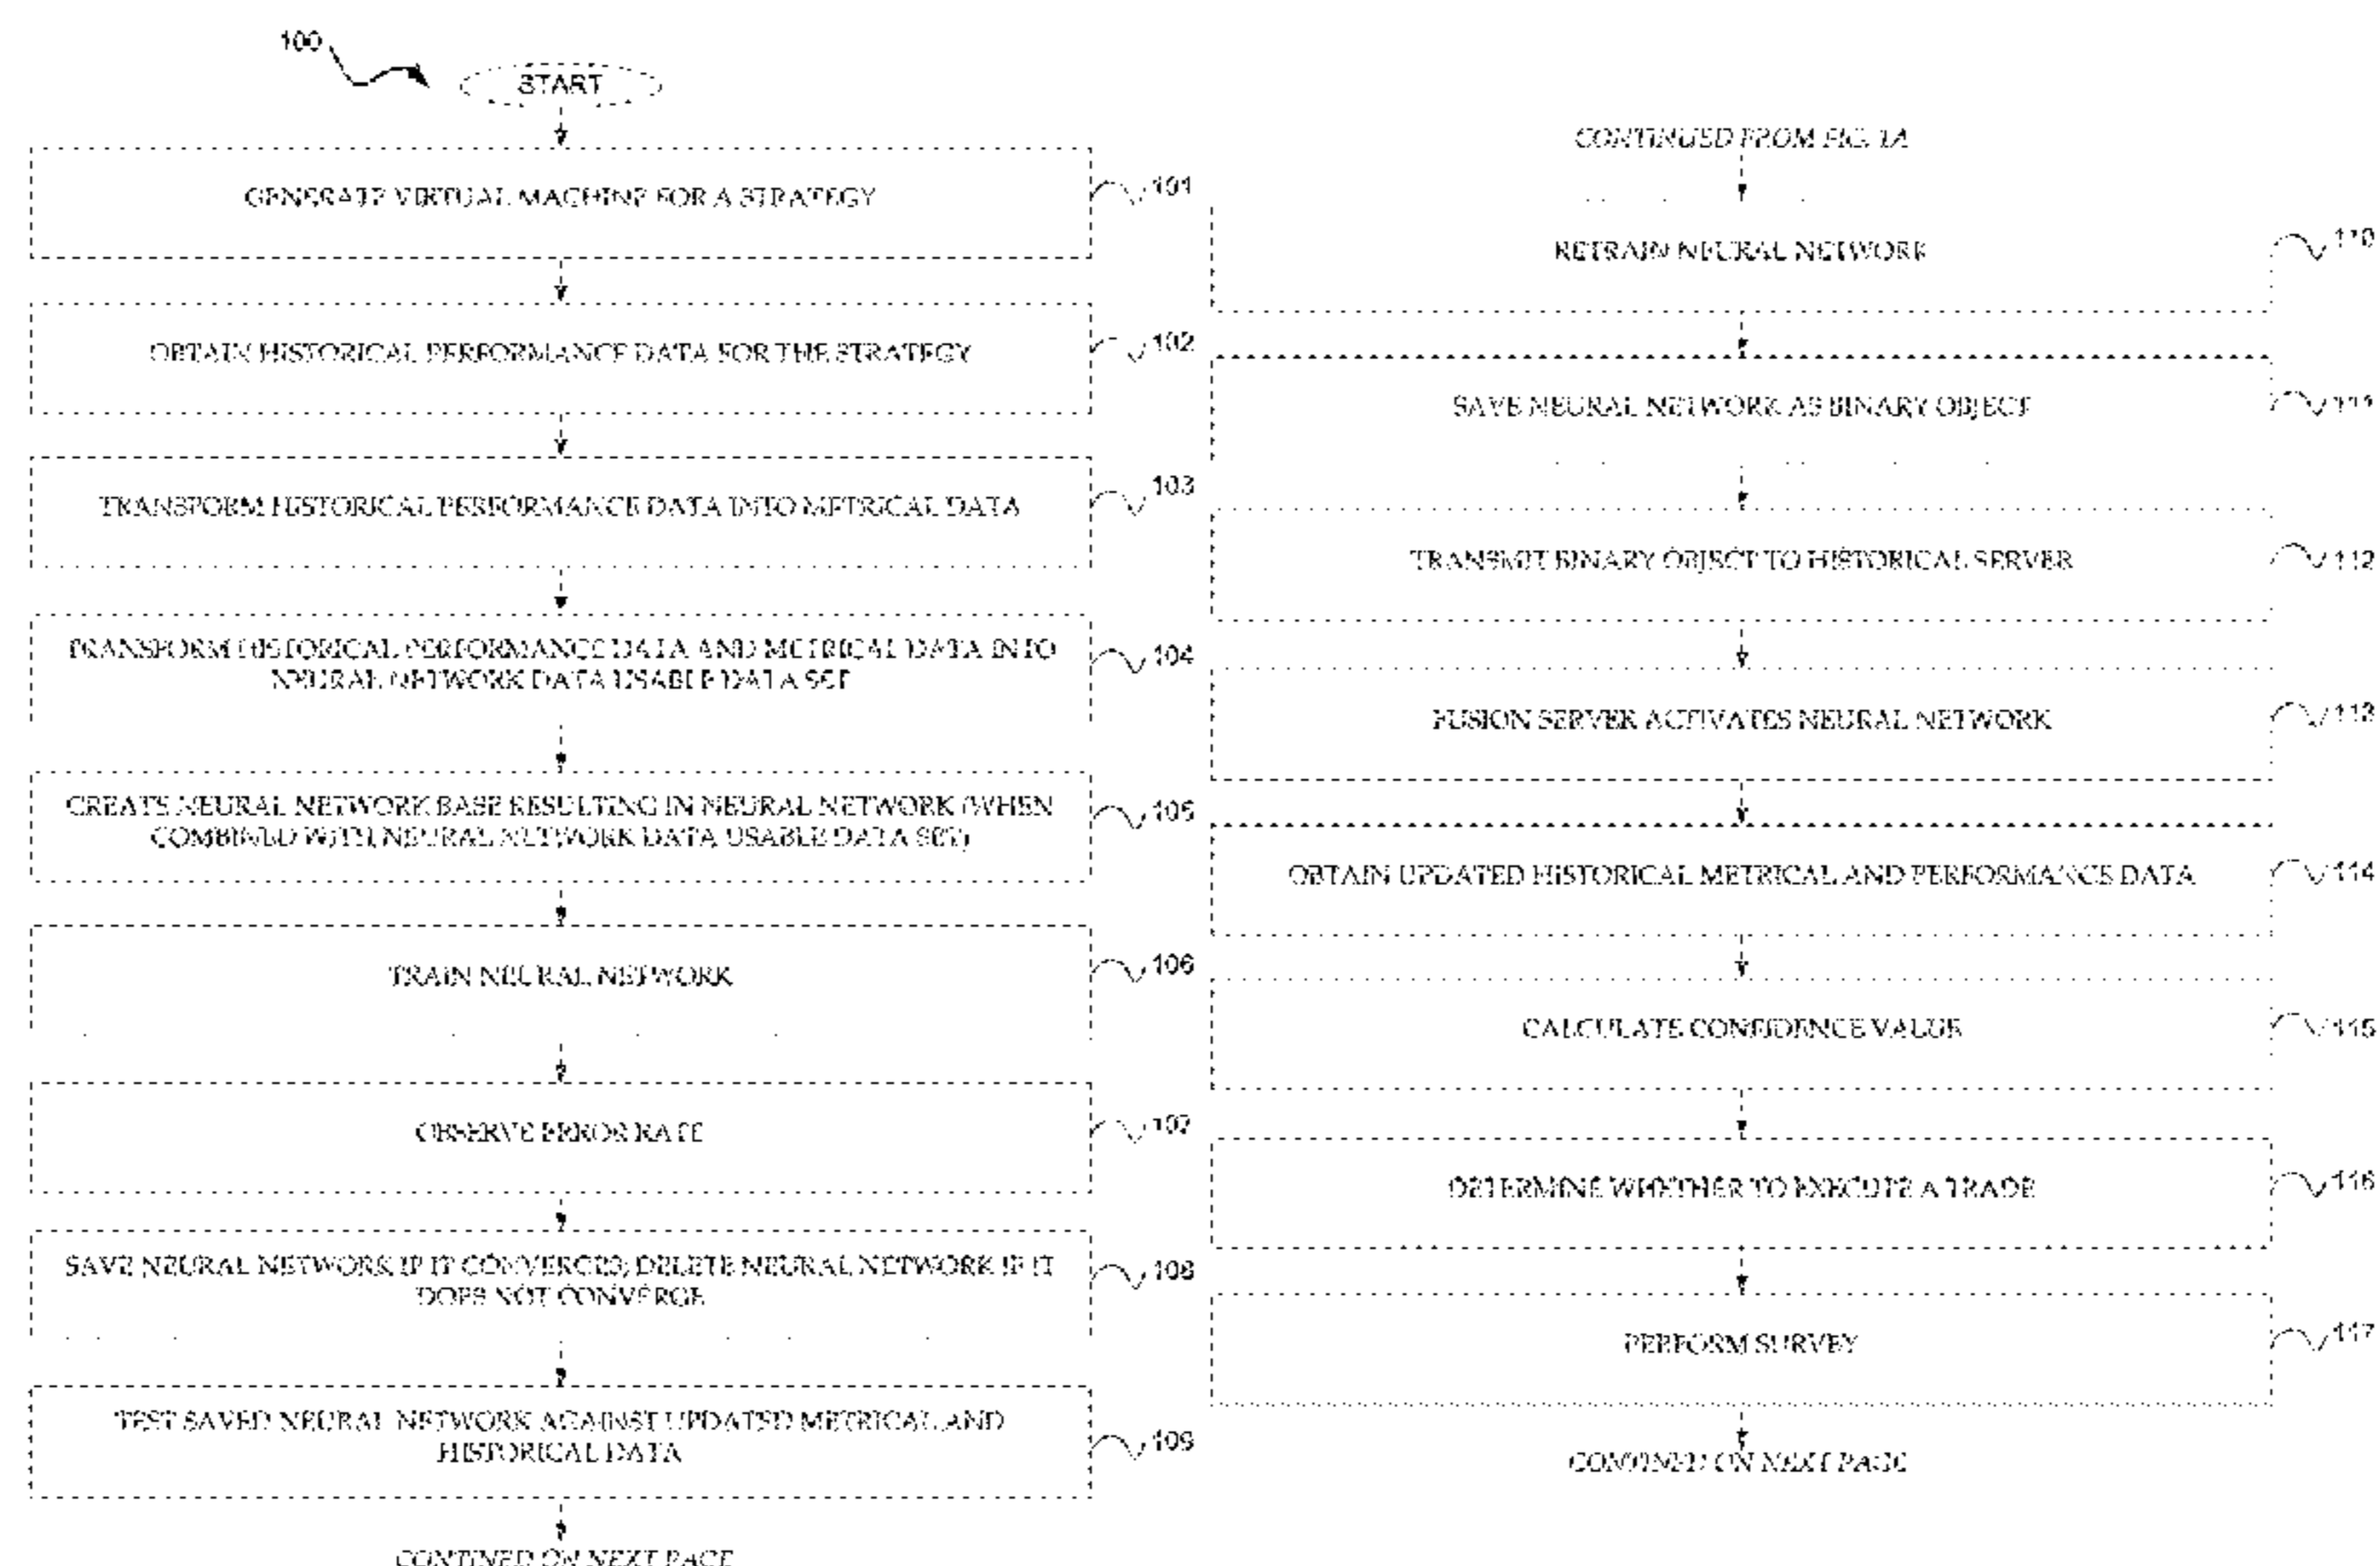 100
START
GENERATE VIRTUAL MACHINE FOR A STRATEGY
101
OBTAIN HISTORICAL PERFORMANCE DATA FOR THE STRATEGY
102
TRANSFORM HISTORICAL PERFORMANCE DATA INTO METRICAL DATA
103
TRANSFORM HISTORICAL PERFORMANCE DATA AND METRICAL DATA INTO
NEURAL NETWORK DATA USABLE DATA SET
104
CREATE NEURAL NETWORK BASE RESULTING IN NEURAL NETWORK (WHEN
COMBINED WITH NEURAL NETWORK DATA USABLE DATA SET)
105
TRAIN NEURAL NETWORK
106
OBSERVE ERROR RATE
107
SAVE NEURAL NETWORK IF IT CONVERGES; DELETE NEURAL NETWORK IF IT
DOES NOT CONVERGE
108
TEST SAVED NEURAL NETWORK AGAINST UPDATED METRICAL AND
HISTORICAL DATA
109
CONTINED ON NEXT PAGE
CONTINUED FROM FIG. 1A
RETRAIN NEURAL NETWORK
110
SAVE NEURAL NETWORK AS BINARY OBJECT
111
TRANSMIT BINARY OBJECT TO HISTORICAL SERVER
112
FUSION SERVER ACTIVATES NEURAL NETWORK
113
OBTAIN UPDATED HISTORICAL METRICAL AND PERFORMANCE DATA
114
CALCULATE CONFIDENCE VALUE
115
DETERMINE WHETHER TO EXECUTE A TRADE
116
PERFORM SURVEY
117
CONTINED ON NEXT PAGE